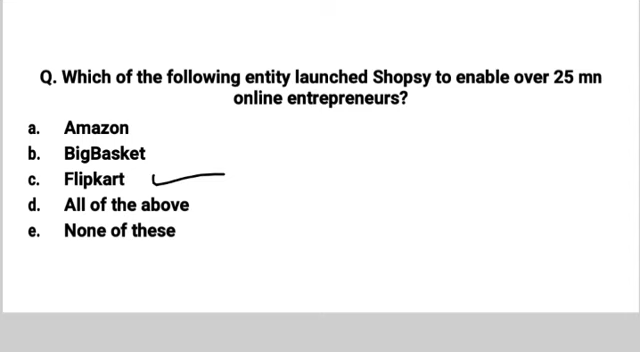 Q. Which of the following entity launched Shopsy to enable over 25 mn
online entrepreneurs?
a. Amazon
b. BigBasket
c. Flipkart
d. All of the above
e. None of these